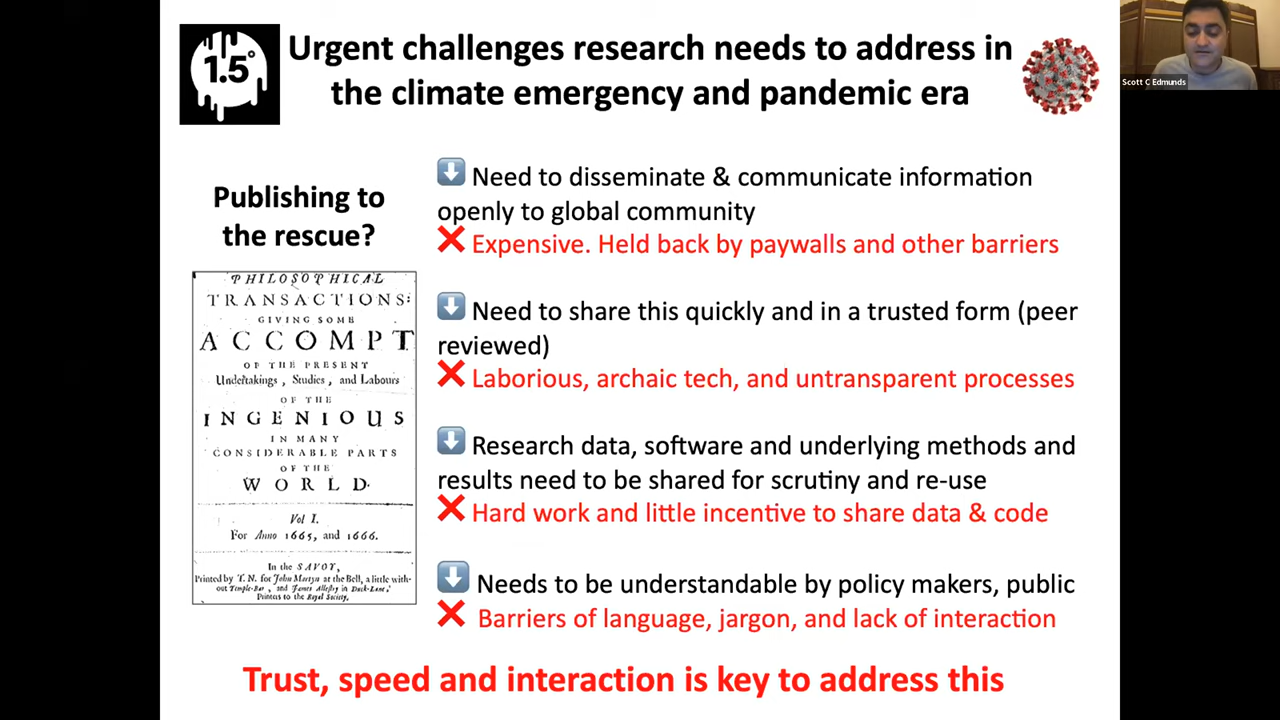 1.5°
Urgent challenges research needs to address in
the climate emergency and pandemic era
Scott C Edmunds
Publishing to
the rescue?
PHILOSOPHICAL
TRANSACTIONS:
GIVING SOME
ACCOMPT
OF THE PRESENT
Undertakings, Studies, and Labours
OF THE
INGENIOUS
IN MANY
CONSIDERABLE PARTS
OF THE
WORLD.
Vol I.
For Anno 1665, and 1666.
In the SAVOY,
Printed by T. N. for John Martyn at the Bell, a little with-
out Temple-Bar, and James Allestry in Duck-Lane,
Printers to the Royal Society.
Need to disseminate & communicate information
openly to global community
Expensive. Held back by paywalls and other barriers
Need to share this quickly and in a trusted form (peer
reviewed)
Laborious, archaic tech, and untransparent processes
Research data, software and underlying methods and
results need to be shared for scrutiny and re-use
Hard work and little incentive to share data & code
Needs to be understandable by policy makers, public
Barriers of language, jargon, and lack of interaction
Trust, speed and interaction is key to address this